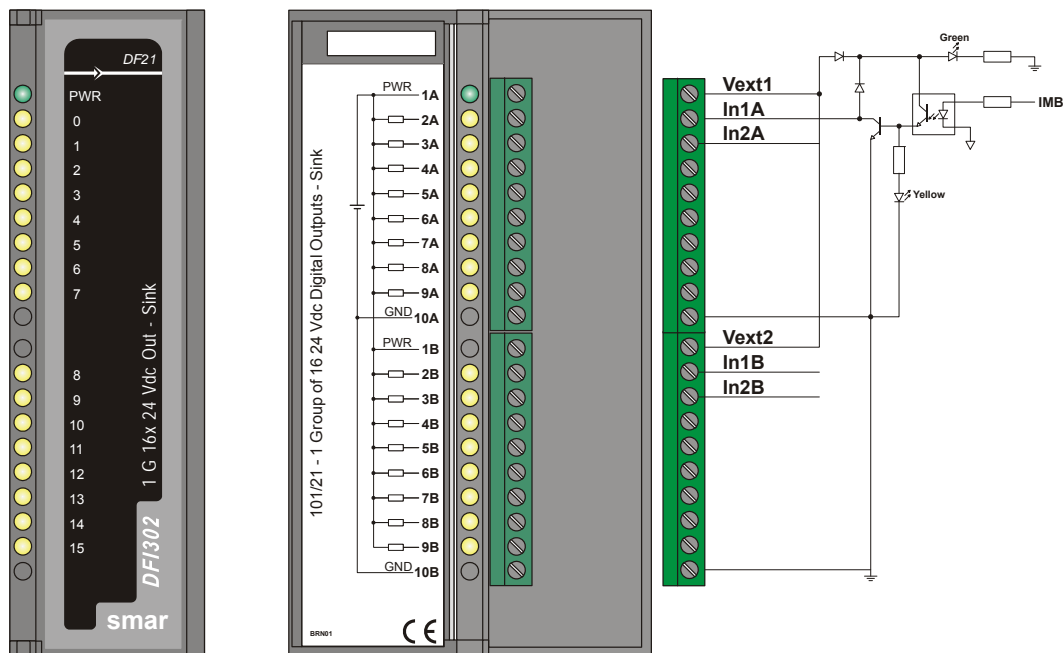 DF21
PWR
0
1
2
3
4
5
6
7
8
9
10
11
12
13
14
15
1 G 16x 24 Vdc Out - Sink
DFI302
smar
101/21 - 1 Group of 16 24 Vdc Digital Outputs - Sink
PWR 1A
2A
3A
4A
5A
6A
7A
8A
9A
GND 10A
PWR 1B
2B
3B
4B
5B
6B
7B
8B
9B
GND 10B
BRN01
CE
Vext1
In1A
In2A
Vext2
In1B
In2B
Green
IMB
Yellow